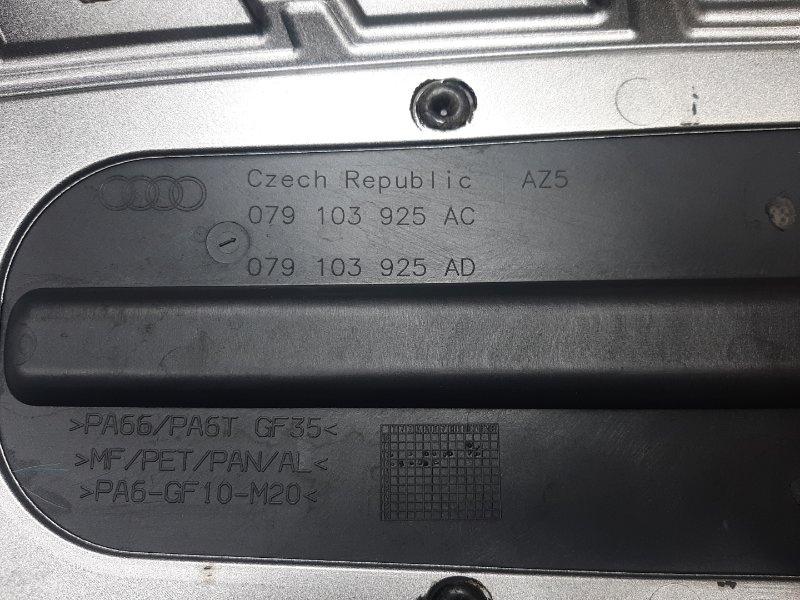 Czech Republic AZ5
079 103 925 AC
079 103 925 AD
>PA66/PA6T GF35<
>MF/PET/PAN/AL<
>PA6-GF10-M20<